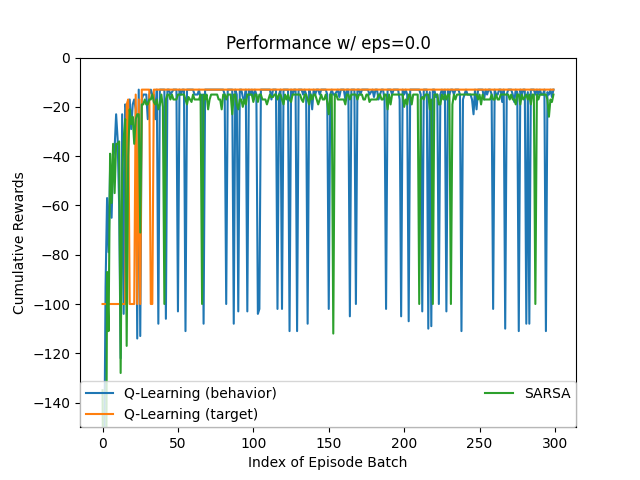 Performance w/ eps=0.0
Cumulative Rewards
0
−20
−40
−60
−80
−100
−120
−140
Q-Learning (behavior)
Q-Learning (target)
SARSA
0 50 100 150 200 250 300
Index of Episode Batch